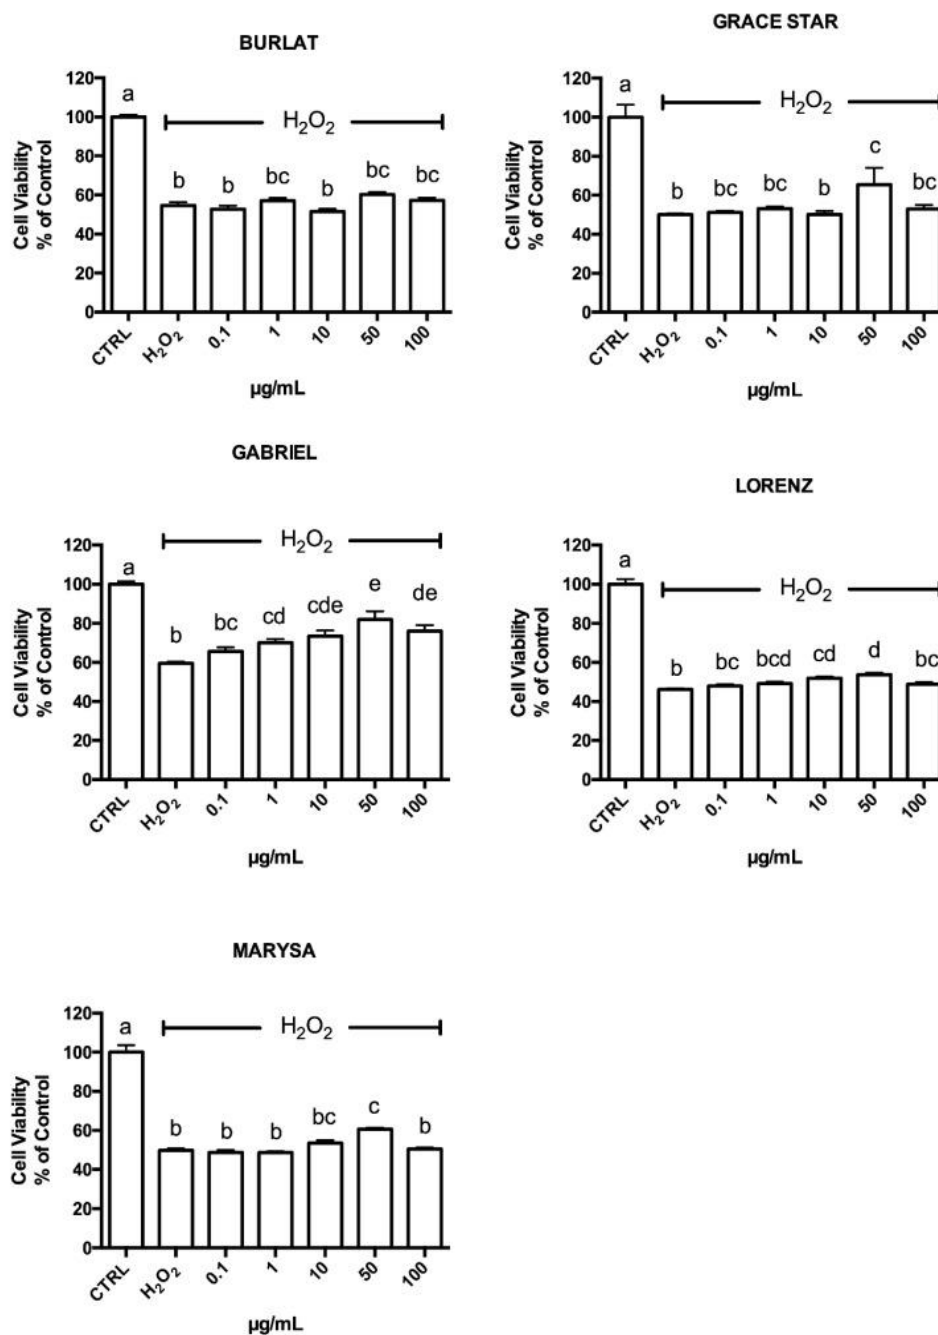 BURLAT
120
100
80
60
40
20
0
Cell Viability
% of Control
a
H₂O₂
b
b
bc
b
bc
bc
CTRL
H₂O₂
0.1
1
10
50
100
µg/mL
GRACE STAR
120
100
80
60
40
20
0
Cell Viability
% of Control
a
H₂O₂
b
bc
bc
b
c
bc
CTRL
H₂O₂
0.1
1
10
50
100
µg/mL
GABRIEL
120
100
80
60
40
20
0
Cell Viability
% of Control
a
H₂O₂
b
bc
cd
cde
e
de
CTRL
H₂O₂
0.1
1
10
50
100
µg/mL
LORENZ
120
100
80
60
40
20
0
Cell Viability
% of Control
a
H₂O₂
b
bc
bcd
cd
d
bc
CTRL
H₂O₂
0.1
1
10
50
100
µg/mL
MARYSA
120
100
80
60
40
20
0
Cell Viability
% of Control
a
H₂O₂
b
b
b
bc
c
b
CTRL
H₂O₂
0.1
1
10
50
100
µg/mL